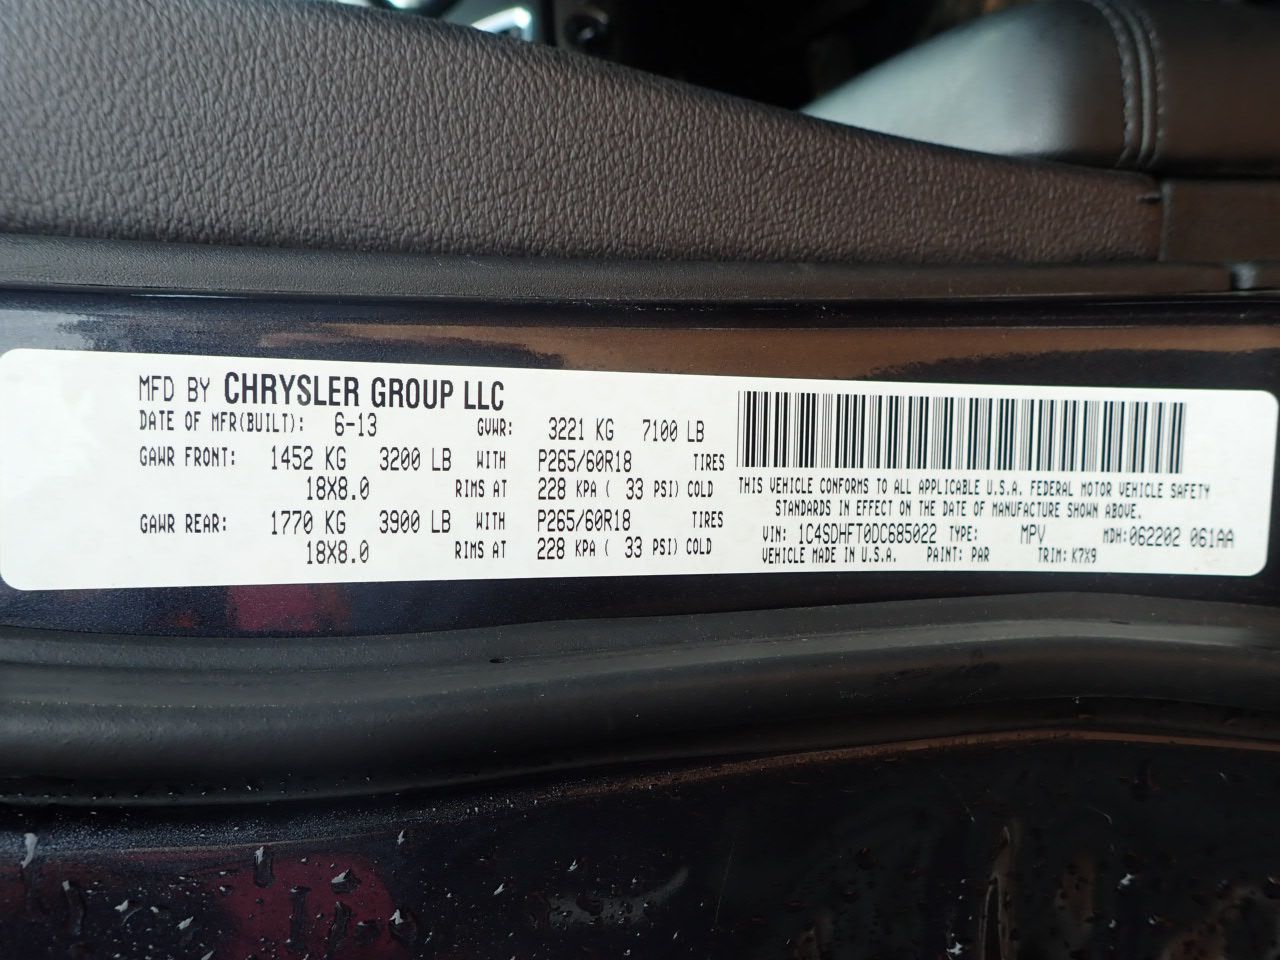 MFD BY CHRYSLER GROUP LLC
DATE OF MFR(BUILT): 6-13 GVWR: 3221 KG 7100 LB
GAWR FRONT: 1452 KG 3200 LB WITH P265/60R18 TIRES
18X8.0 RIMS AT 228 KPA ( 33 PSI) COLD
GAWR REAR: 1770 KG 3900 LB WITH P265/60R18 TIRES
18X8.0 RIMS AT 228 KPA ( 33 PSI) COLD
THIS VEHICLE CONFORMS TO ALL APPLICABLE U.S.A. FEDERAL MOTOR VEHICLE SAFETY
STANDARDS IN EFFECT ON THE DATE OF MANUFACTURE SHOWN ABOVE.
VIN: 1C4SDHFT0DC685022 TYPE: MPV MDH:062202 061AA
VEHICLE MADE IN U.S.A. PAINT: PAR TRIM: K7X9